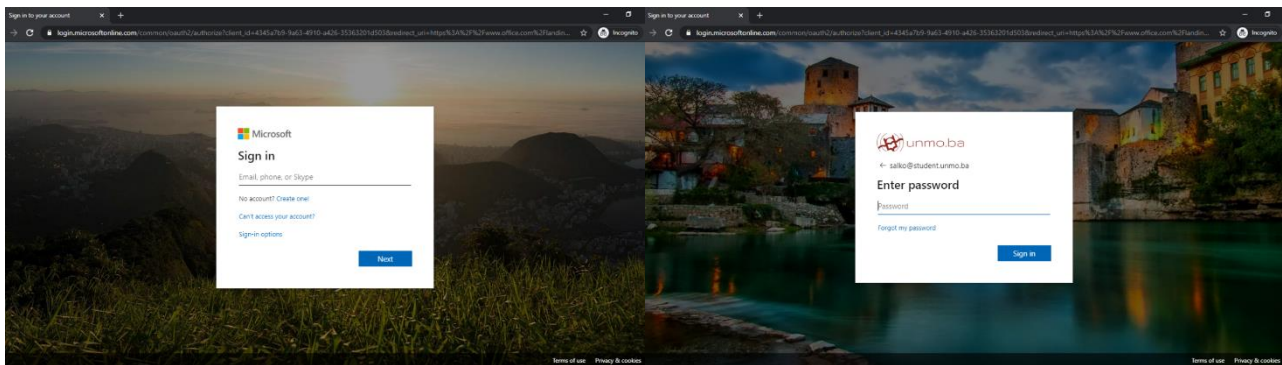 Sign in to your account
login.microsoftonline.com/common/oauth2/authorize?client_id=4345a7b9-9a63-4910-a426-35363201d503&redirect_uri=https%3A%2F%2Fwww.office.com%2Flandin...
Incognito
Microsoft
Sign in
Email, phone, or Skype
No account? Create one!
Can't access your account?
Sign-in options
Next
Terms of use Privacy & cookies
Sign in to your account
login.microsoftonline.com/common/oauth2/authorize?client_id=4345a7b9-9a63-4910-a426-35363201d503&redirect_uri=https%3A%2F%2Fwww.office.com%2Flandin...
Incognito
unmo.ba
← salko@student.unmo.ba
Enter password
Password
Forgot my password
Sign in
Terms of use Privacy & cookies